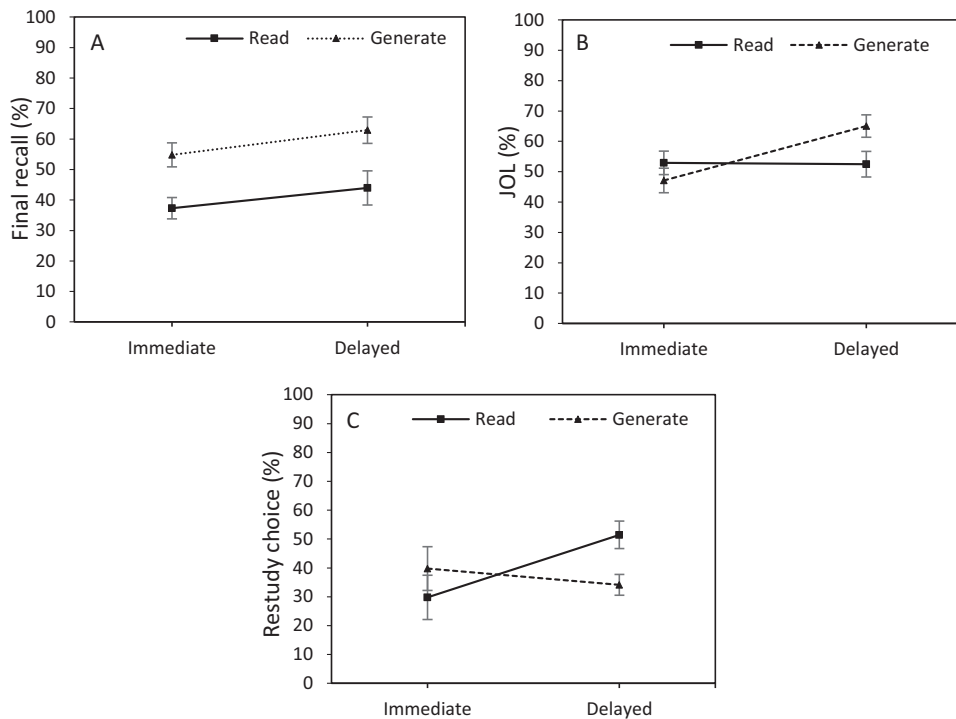 A
Read
Generate
Final recall (%)
100
90
80
70
60
50
40
30
20
10
0
Immediate
Delayed
B
Read
Generate
JOL (%)
100
90
80
70
60
50
40
30
20
10
0
Immediate
Delayed
C
Read
Generate
Restudy choice (%)
100
90
80
70
60
50
40
30
20
10
0
Immediate
Delayed